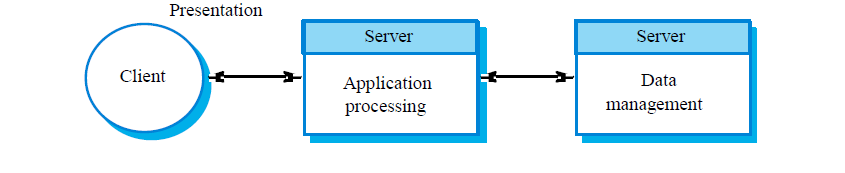 Presentation
Client
Server
Application
processing
Server
Data
management